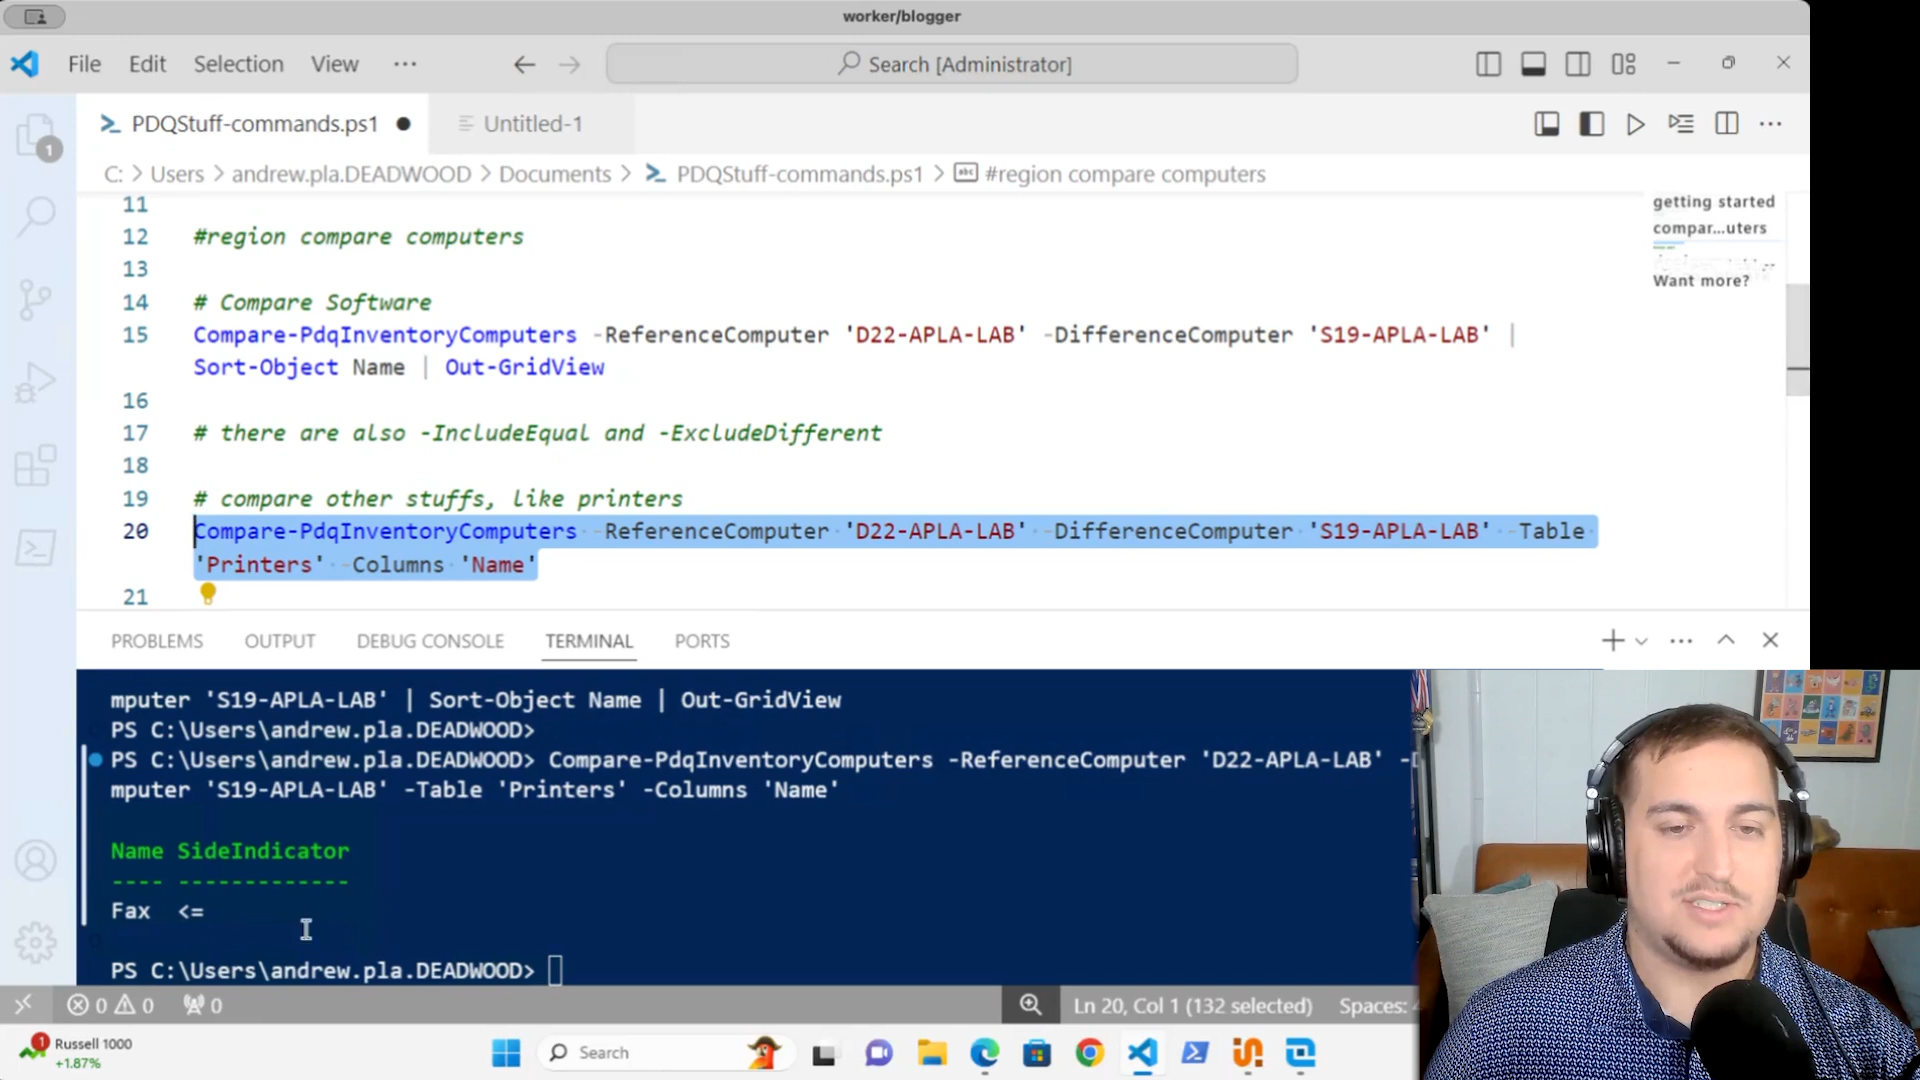 worker/blogger
File Edit Selection View ··· Search [Administrator]
PDQStuff-commands.ps1 Untitled-1
1
C: > Users > andrew.pla.DEADWOOD > Documents > PDQStuff-commands.ps1 > #region compare computers
11
12 #region compare computers
13
14 # Compare Software
15 Compare-PdqInventoryComputers -ReferenceComputer 'D22-APLA-LAB' -DifferenceComputer 'S19-APLA-LAB' |
Sort-Object Name | Out-GridView
16
17 # there are also -IncludeEqual and -ExcludeDifferent
18
19 # compare other stuffs, like printers
20 Compare-PdqInventoryComputers -ReferenceComputer 'D22-APLA-LAB' -DifferenceComputer 'S19-APLA-LAB' -Table
'Printers' -Columns 'Name'
21
getting started
compar...uters
Want more?
PROBLEMS OUTPUT DEBUG CONSOLE TERMINAL PORTS
mputer 'S19-APLA-LAB' | Sort-Object Name | Out-GridView
PS C:\Users\andrew.pla.DEADWOOD>
PS C:\Users\andrew.pla.DEADWOOD> Compare-PdqInventoryComputers -ReferenceComputer 'D22-APLA-LAB' -D
mputer 'S19-APLA-LAB' -Table 'Printers' -Columns 'Name'
Name SideIndicator
---- -------------
Fax <=
PS C:\Users\andrew.pla.DEADWOOD>
0 0 0 Ln 20, Col 1 (132 selected) Spaces:
1 Russell 1000
+1.87%
Search